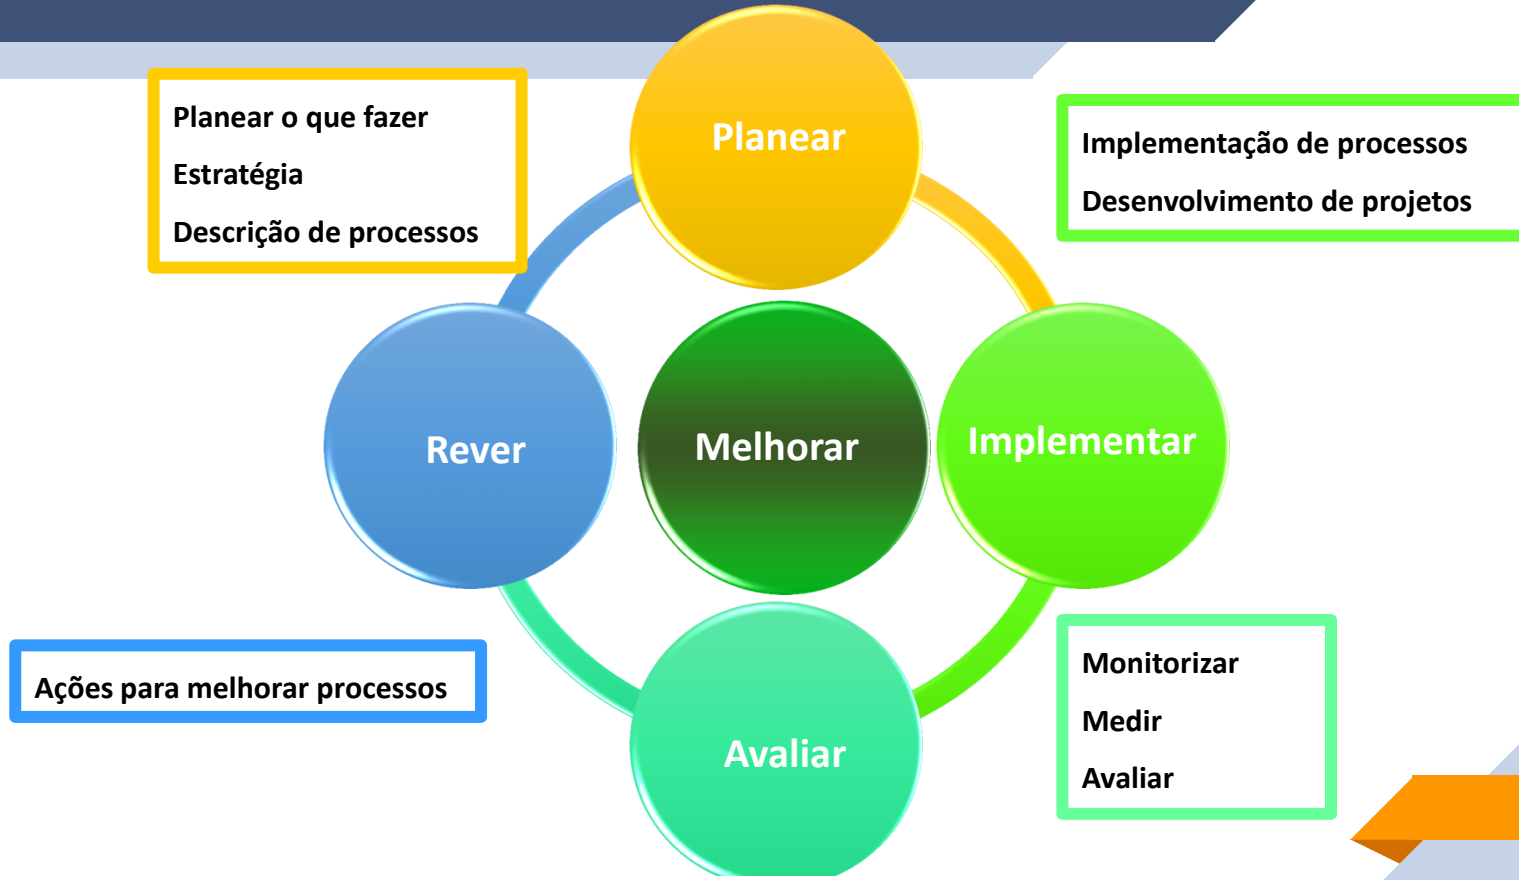 Planear
Planear o que fazer
Estratégia
Descrição de processos
Implementação de processos
Desenvolvimento de projetos
Rever
Melhorar
Implementar
Ações para melhorar processos
Avaliar
Monitorizar
Medir
Avaliar